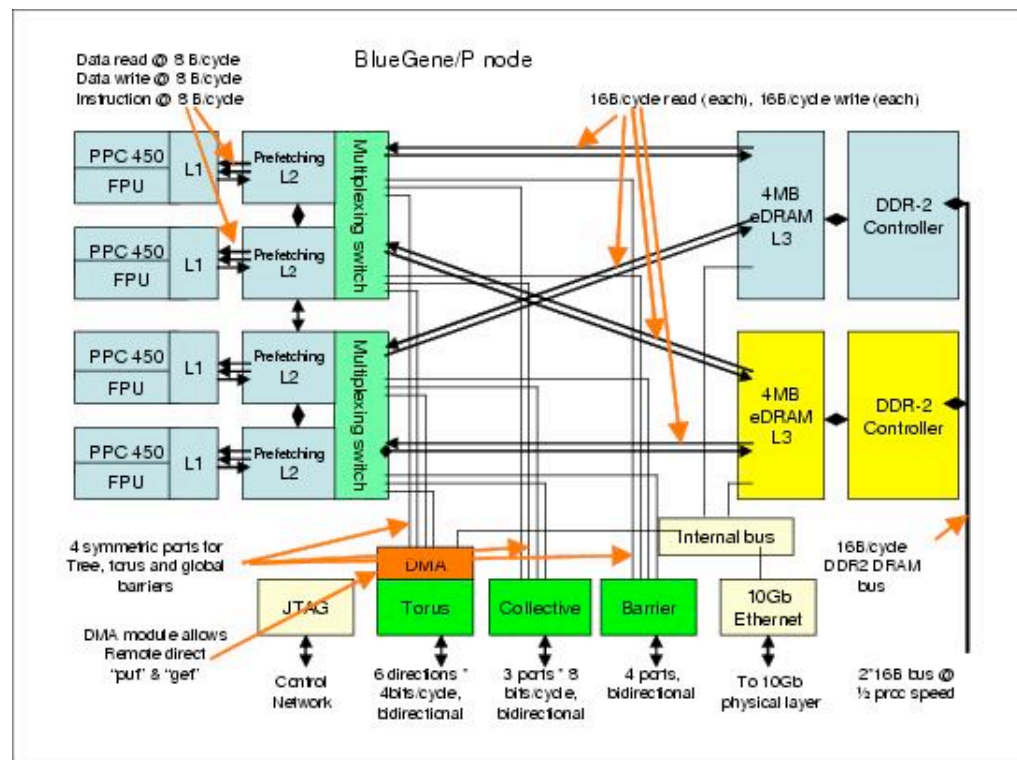 BlueGene/P node
Data read @ 8 B/cycle
Data write @ 8 B/cycle
Instruction @ 8 B/cycle
16B/cycle read (each), 16B/cycle write (each)
PPC 450
FPU
L1
Prefetching
L2
PPC 450
FPU
L1
Prefetching
L2
Multiplexing switch
PPC 450
FPU
L1
Prefetching
L2
PPC 450
FPU
L1
Prefetching
L2
Multiplexing switch
4MB
eDRAM
L3
DDR-2
Controller
4MB
eDRAM
L3
DDR-2
Controller
4 symmetric ports for
Tree, torus and global
barriers
DMA module allows
Remote direct
“put” & “get”
Internal bus
16B/cycle
DDR2 DRAM
bus
JTAG
DMA
Torus
Collective
Barrier
10Gb
Ethernet
Control
Network
6 directions *
4bits/cycle,
bidirectional
3 ports * 8
bits/cycle,
bidirectional
4 ports,
bidirectional
To 10Gb
physical layer
2*16B bus @
½ proc speed